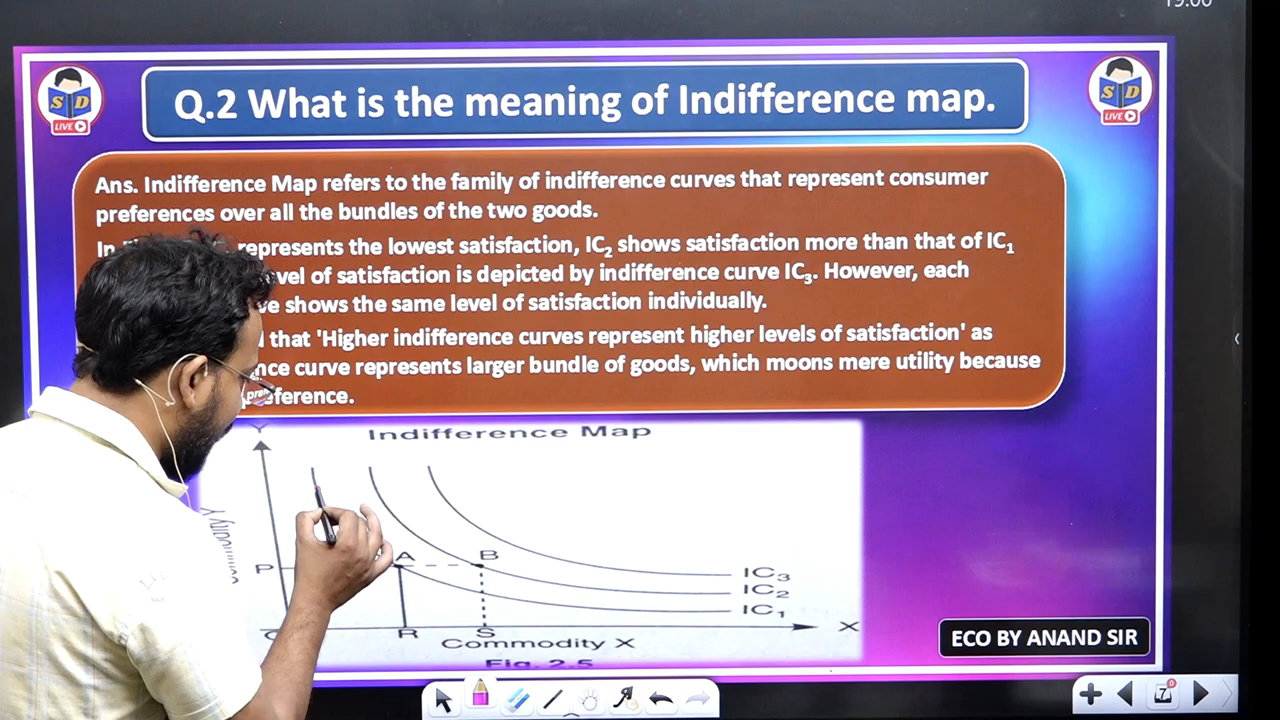 19:00
S D
LIVE
Q.2 What is the meaning of Indifference map.
S D
LIVE
Ans. Indifference Map refers to the family of indifference curves that represent consumer
preferences over all the bundles of the two goods.
In represents the lowest satisfaction, IC₂ shows satisfaction more than that of IC₁
of satisfaction is depicted by indifference curve IC₃. However, each
shows the same level of satisfaction individually.
that 'Higher indifference curves represent higher levels of satisfaction' as
curve represents larger bundle of goods, which moons mere utility because
preference.
Indifference Map
Y
P
A
B
IC₃
IC₂
IC₁
R
S
X
Commodity X
Fig. 2.5
ECO BY ANAND SIR
7